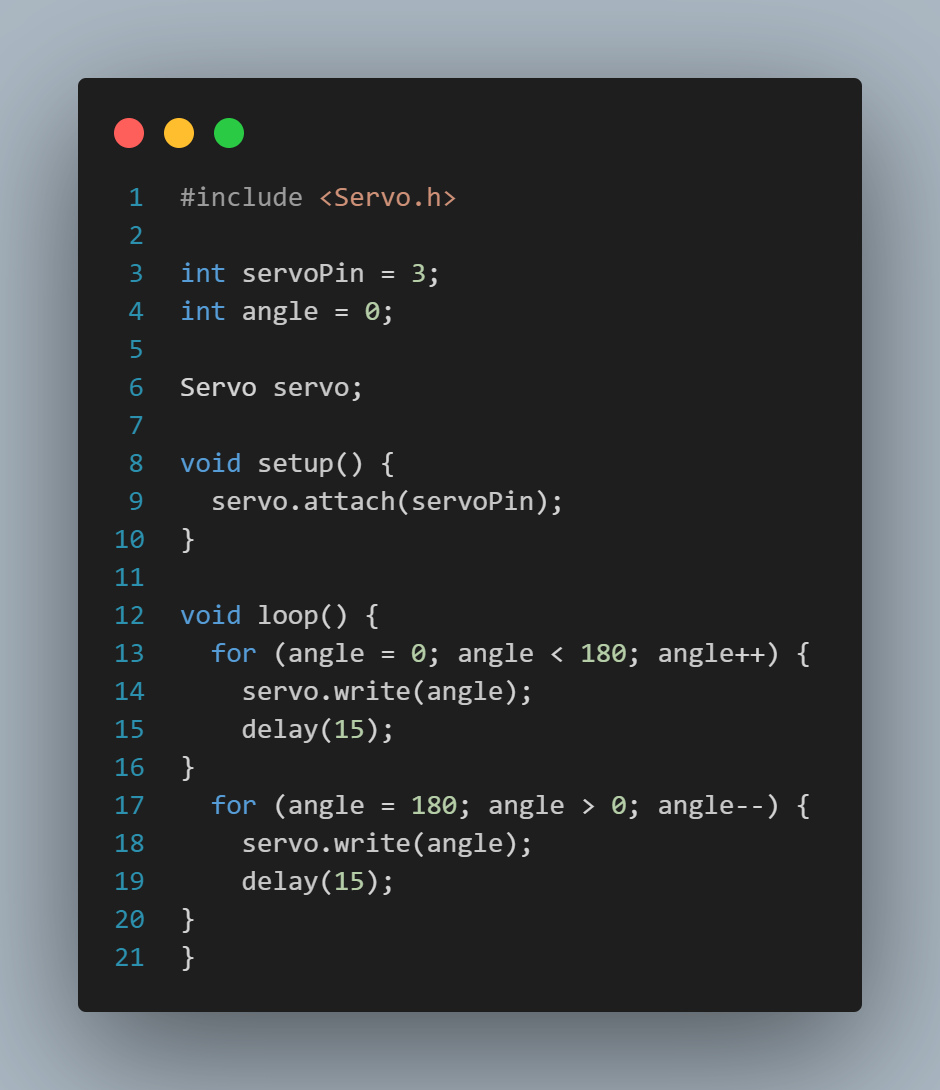 1 #include <Servo.h>
2
3 int servoPin = 3;
4 int angle = 0;
5
6 Servo servo;
7
8 void setup() {
9   servo.attach(servoPin);
10 }
11
12 void loop() {
13   for (angle = 0; angle < 180; angle++) {
14     servo.write(angle);
15     delay(15);
16 }
17   for (angle = 180; angle > 0; angle--) {
18     servo.write(angle);
19     delay(15);
20 }
21 }